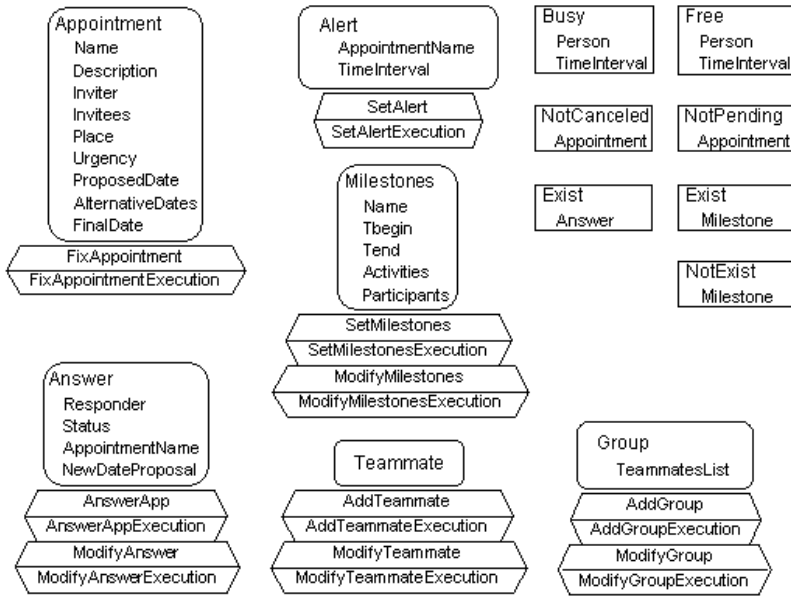 Appointment
Name
Description
Inviter
Invitees
Place
Urgency
ProposedDate
AlternativeDates
FinalDate
FixAppointment
FixAppointmentExecution
Alert
AppointmentName
TimeInterval
SetAlert
SetAlertExecution
Milestones
Name
Tbegin
Tend
Activities
Participants
SetMilestones
SetMilestonesExecution
ModifyMilestones
ModifyMilestonesExecution
Busy
Person
TimeInterval
Free
Person
TimeInterval
NotCanceled
Appointment
NotPending
Appointment
Exist
Answer
Exist
Milestone
NotExist
Milestone
Answer
Responder
Status
AppointmentName
NewDateProposal
AnswerApp
AnswerAppExecution
ModifyAnswer
ModifyAnswerExecution
Teammate
AddTeammate
AddTeammateExecution
ModifyTeammate
ModifyTeammateExecution
Group
TeammatesList
AddGroup
AddGroupExecution
ModifyGroup
ModifyGroupExecution